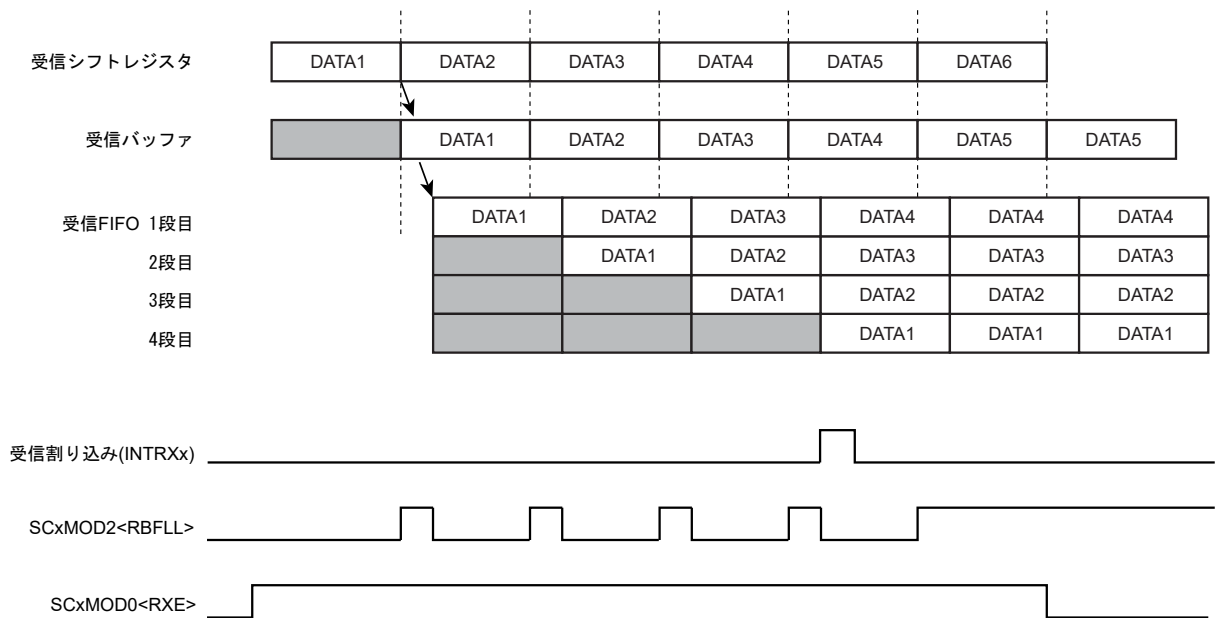 受信シフトレジスタ DATA1 DATA2 DATA3 DATA4 DATA5 DATA6
受信バッファ DATA1 DATA2 DATA3 DATA4 DATA5 DATA5
受信FIFO 1段目 DATA1 DATA2 DATA3 DATA4 DATA4 DATA4
2段目 DATA1 DATA2 DATA3 DATA3 DATA3
3段目 DATA1 DATA2 DATA2 DATA2
4段目 DATA1 DATA1 DATA1
受信割り込み(INTRXx)
SCxMOD2<RBFLL>
SCxMOD0<RXE>